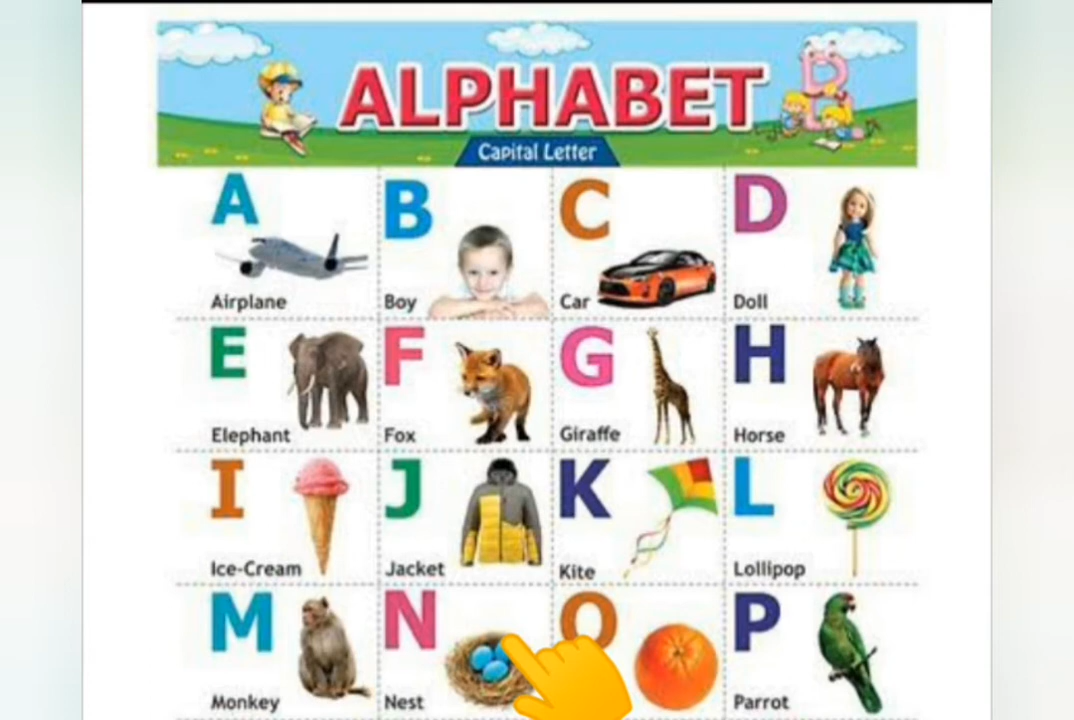 ALPHABET
Capital Letter
A B C D
Airplane Boy Car Doll
E F G H
Elephant Fox Giraffe Horse
I J K L
Ice-Cream Jacket Kite Lollipop
M N O P
Monkey Nest Parrot